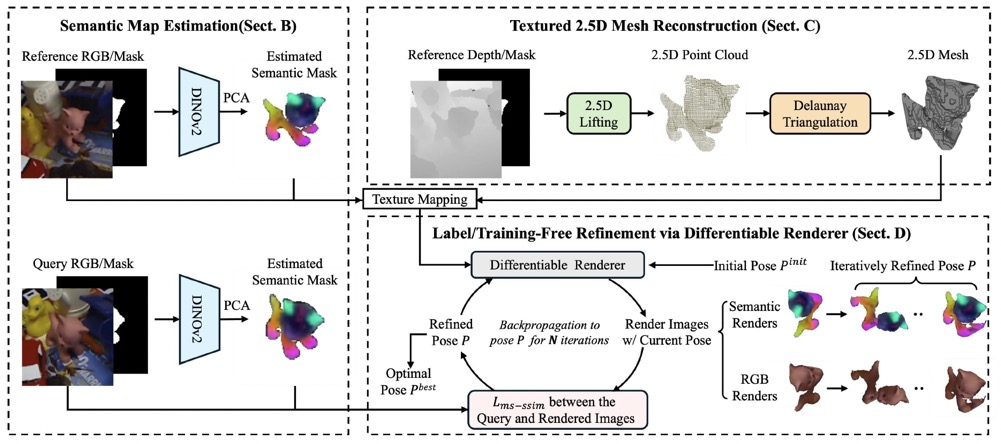 Semantic Map Estimation(Sect. B)
Reference RGB/Mask
Estimated
Semantic Mask
DINOv2
PCA
Query RGB/Mask
Estimated
Semantic Mask
DINOv2
PCA
Textured 2.5D Mesh Reconstruction (Sect. C)
Reference Depth/Mask
2.5D Point Cloud
2.5D Mesh
2.5D
Lifting
Delaunay
Triangulation
Texture Mapping
Label/Training-Free Refinement via Differentiable Renderer (Sect. D)
Differentiable Renderer
Initial Pose P^{init}
Iteratively Refined Pose P
Refined
Pose P
Backpropagation to
pose P for N iterations
Render Images
w/ Current Pose
Semantic
Renders
Optimal
Pose P^{best}
RGB
Renders
L_{ms-ssim} between the
Query and Rendered Images